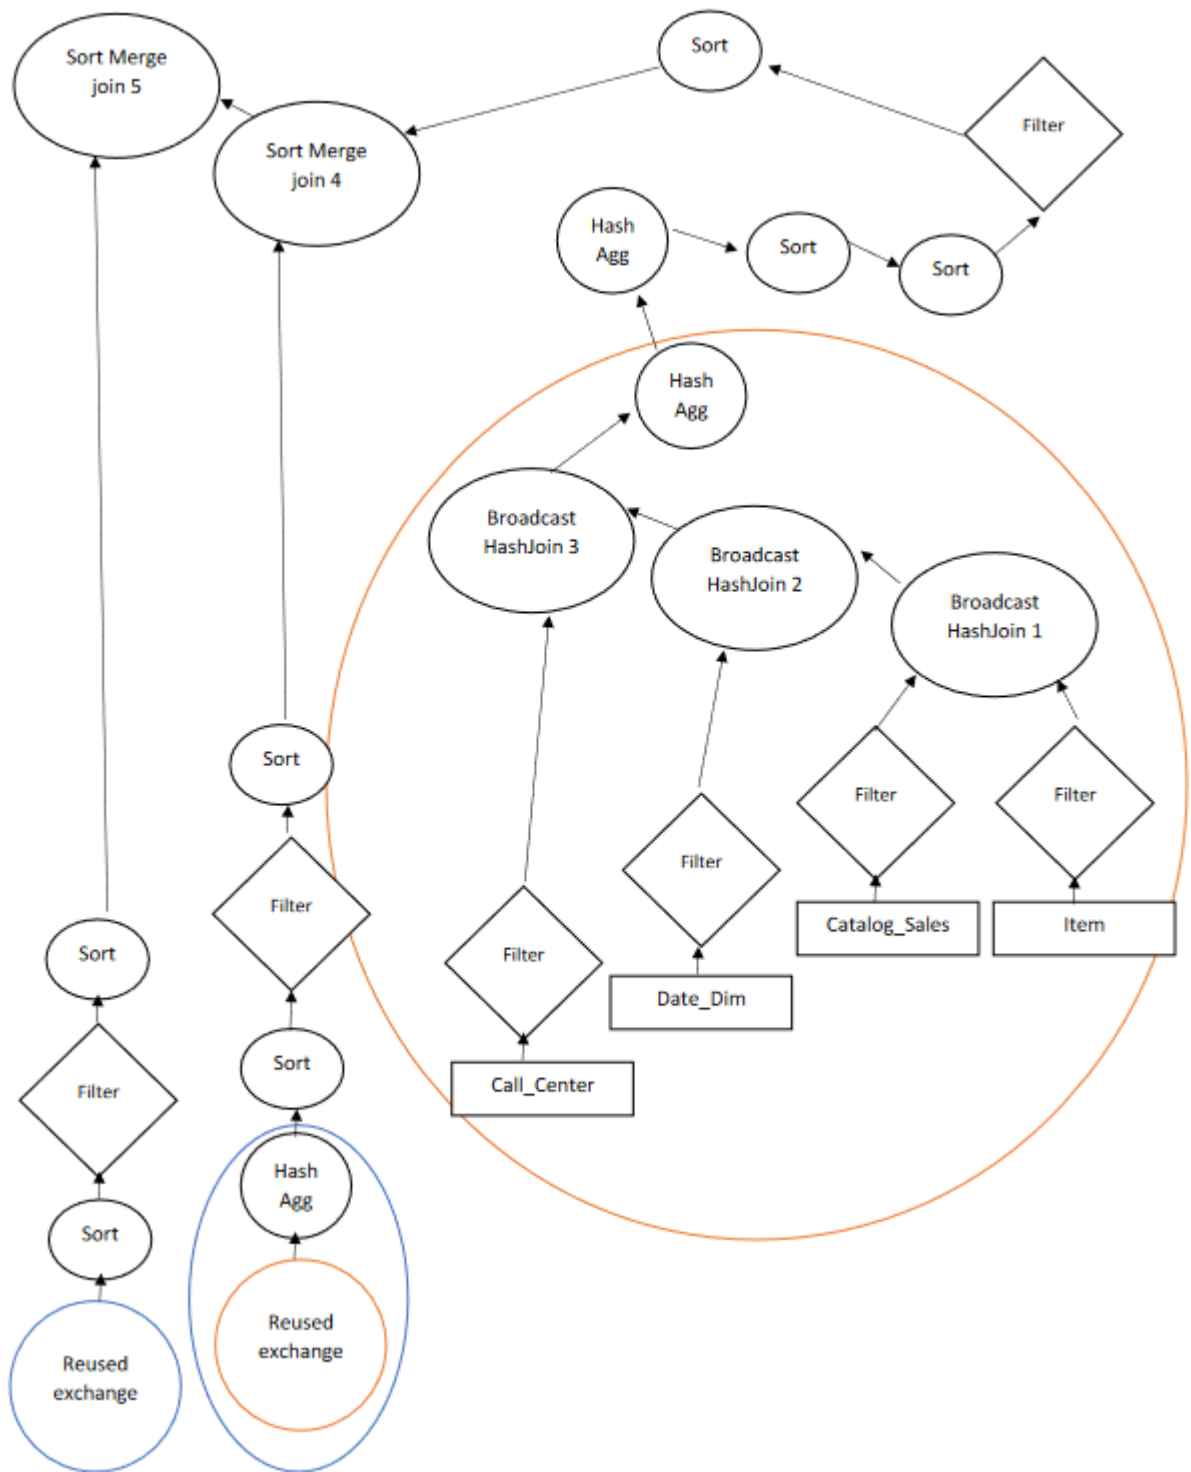 Sort Merge
join 5
Sort
Filter
Sort Merge
join 4
Hash
Agg
Sort
Sort
Hash
Agg
Broadcast
HashJoin 3
Broadcast
HashJoin 2
Broadcast
HashJoin 1
Sort
Filter
Filter
Filter
Filter
Catalog_Sales
Item
Sort
Filter
Date_Dim
Sort
Call_Center
Filter
Hash
Agg
Sort
Reused
exchange
Reused
exchange